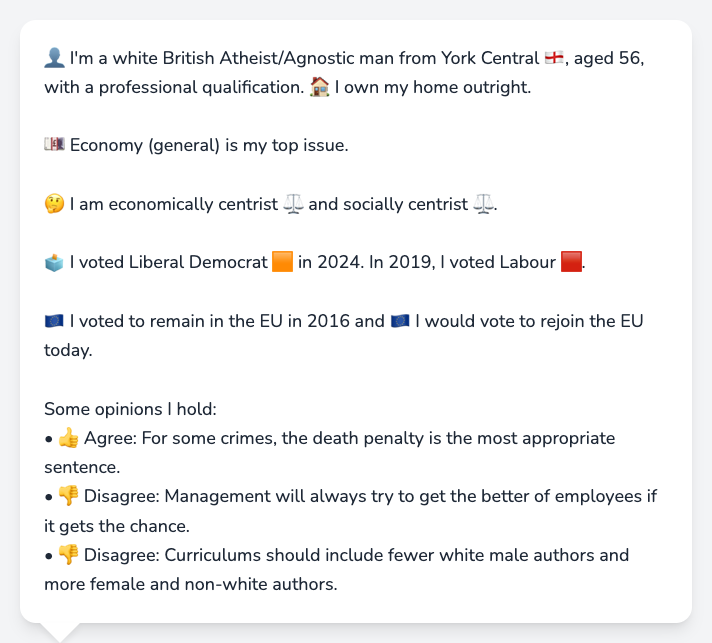 👤 I'm a white British Atheist/Agnostic man from York Central 🏴󠁧󠁢󠁥󠁮󠁧󠁿, aged 56,
with a professional qualification. 🏠 I own my home outright.
💷 Economy (general) is my top issue.
🤔 I am economically centrist ⚖️ and socially centrist ⚖️.
🗳️ I voted Liberal Democrat 🟧 in 2024. In 2019, I voted Labour 🟥.
🇪🇺 I voted to remain in the EU in 2016 and 🇪🇺 I would vote to rejoin the EU
today.
Some opinions I hold:
• 👍 Agree: For some crimes, the death penalty is the most appropriate
sentence.
• 👎 Disagree: Management will always try to get the better of employees if
it gets the chance.
• 👎 Disagree: Curriculums should include fewer white male authors and
more female and non-white authors.